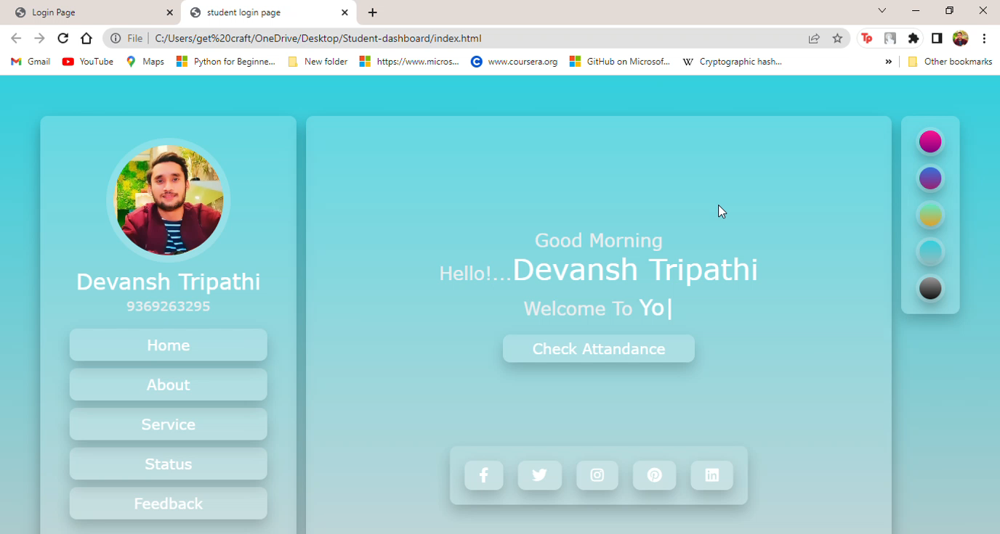 Login Page
student login page
File
C:/Users/get%20craft/OneDrive/Desktop/Student-dashboard/index.html
Tp
Gmail
YouTube
Maps
Python for Beginne...
New folder
https://www.micros...
www.coursera.org
GitHub on Microsof...
W
Cryptographic hash...
»
Other bookmarks
Devansh Tripathi
9369263295
Home
About
Service
Status
Feedback
Good Morning
Hello!...Devansh Tripathi
Welcome To Yo|
Check Attandance